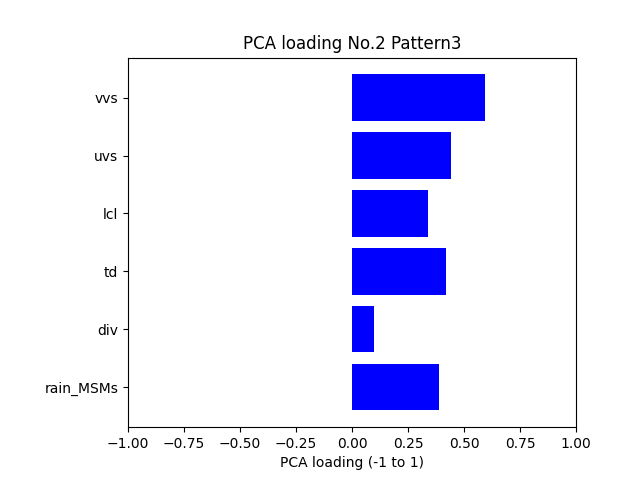 PCA loading No.2 Pattern3
vvs
uvs
lcl
td
div
rain_MSMs
−1.00 −0.75 −0.50 −0.25 0.00 0.25 0.50 0.75 1.00
PCA loading (-1 to 1)